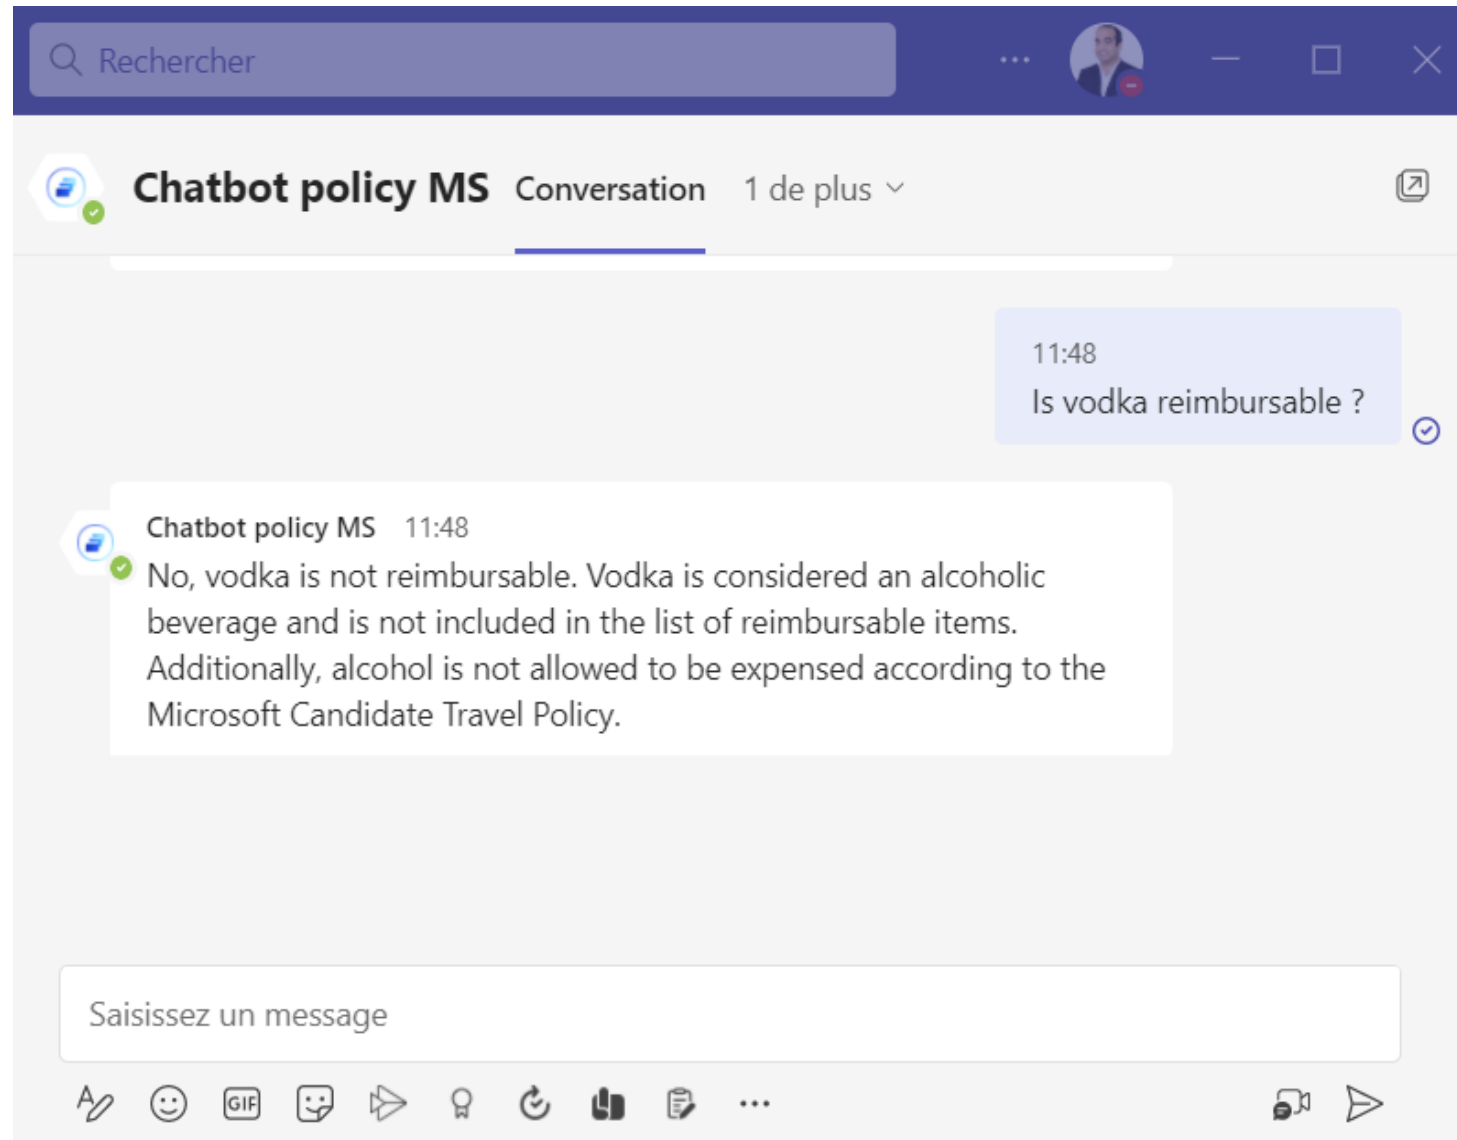 Rechercher
Chatbot policy MS Conversation 1 de plus
11:48
Is vodka reimbursable ?
Chatbot policy MS 11:48
No, vodka is not reimbursable. Vodka is considered an alcoholic
beverage and is not included in the list of reimbursable items.
Additionally, alcohol is not allowed to be expensed according to the
Microsoft Candidate Travel Policy.
Saisissez un message
GIF